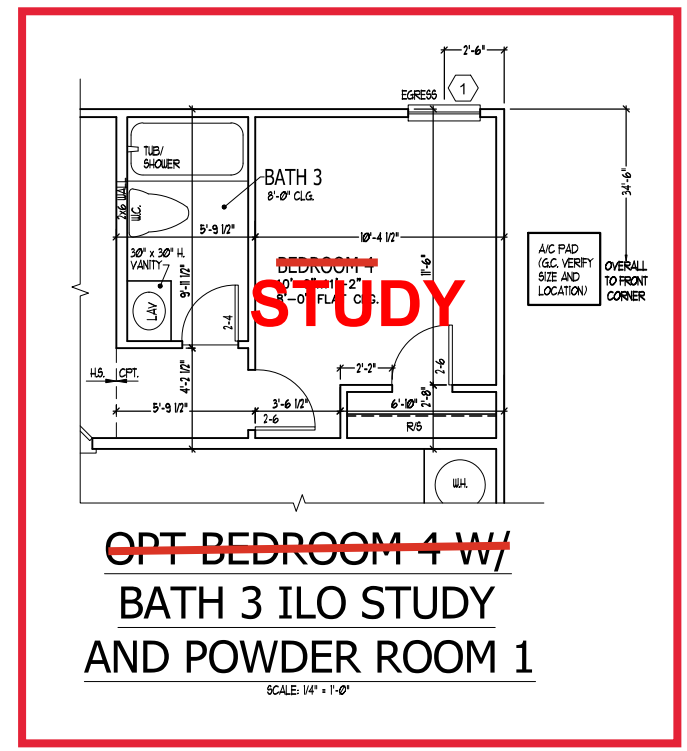 2'-6"
EGRESS
1
TUB/
SHOWER
BATH 3
8'-0" CLG.
2x6 WALL
W.C.
34'-6"
5'-9 1/2"
10'-4 1/2"
30" x 30" H.
VANITY
9'-11 1/2"
BEDROOM 4
8'-0" FLAT CLG.
STUDY
11'-6"
A/C PAD
(G.C. VERIFY
SIZE AND
LOCATION)
OVERALL
TO FRONT
CORNER
LAV
2-4
H.S.
CPT.
4'-2 1/2"
2'-2"
2-6
5'-9 1/2"
3'-6 1/2"
6'-10"
2'-8"
2-6
R/S
W.H.
OPT BEDROOM 4 W/
BATH 3 ILO STUDY
AND POWDER ROOM 1
SCALE: 1/4" = 1'-0"